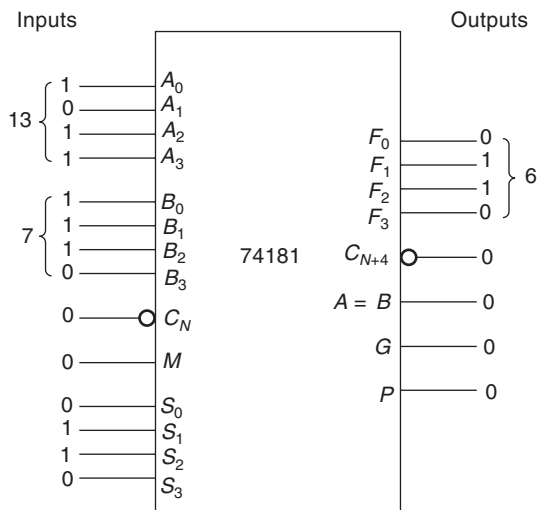 Inputs Outputs
1 A0
0 A1
13
1 A2
1 A3
F0 0
F1 1
6
F2 1
F3 0
1 B0
1 B1
7
1 B2
0 B3
74181
CN+4 0
A = B 0
0 CN
G 0
0 M
P 0
0 S0
1 S1
1 S2
0 S3